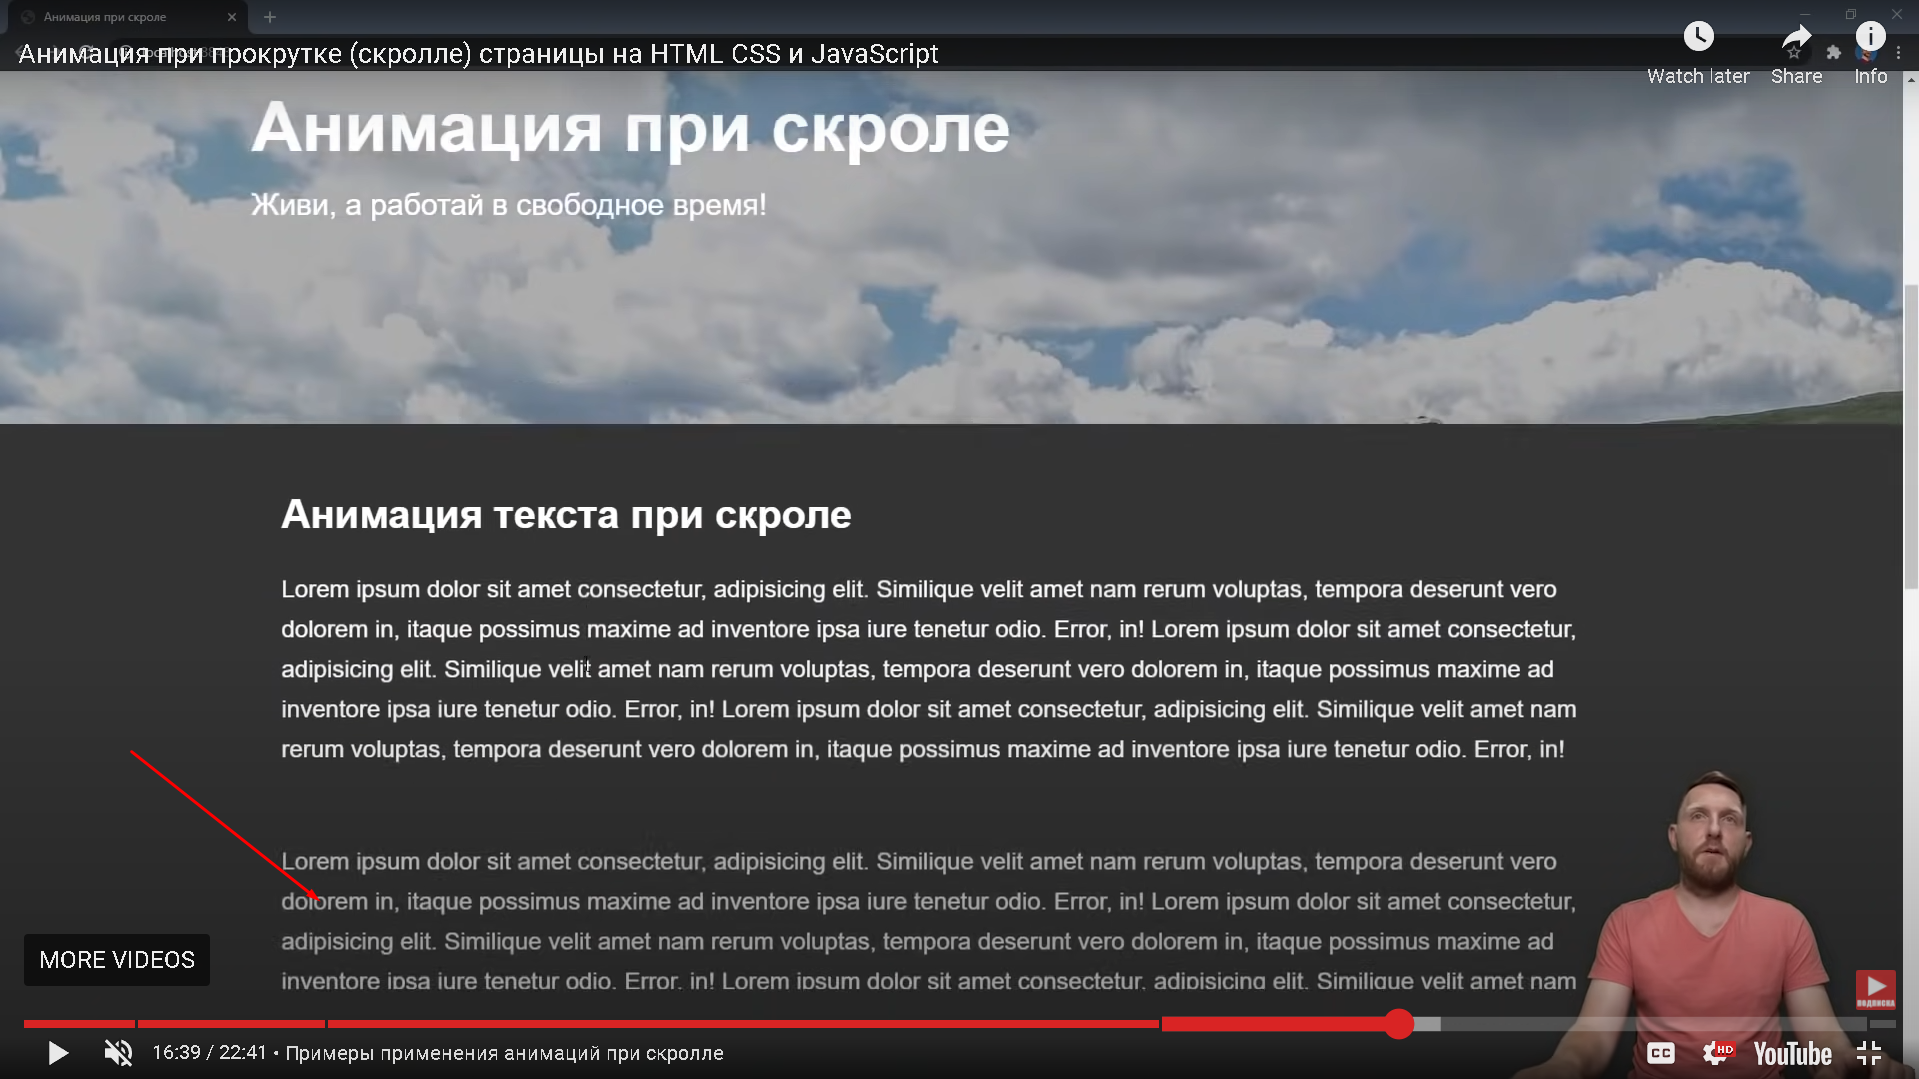 Анимация при скроле
Анимация при прокрутке (скролле) страницы на HTML CSS и JavaScript
Watch later
Share
Info
Анимация при скроле
Живи, а работай в свободное время!
Анимация текста при скроле
Lorem ipsum dolor sit amet consectetur, adipisicing elit. Similique velit amet nam rerum voluptas, tempora deserunt vero
dolorem in, itaque possimus maxime ad inventore ipsa iure tenetur odio. Error, in! Lorem ipsum dolor sit amet consectetur,
adipisicing elit. Similique velit amet nam rerum voluptas, tempora deserunt vero dolorem in, itaque possimus maxime ad
inventore ipsa iure tenetur odio. Error, in! Lorem ipsum dolor sit amet consectetur, adipisicing elit. Similique velit amet nam
rerum voluptas, tempora deserunt vero dolorem in, itaque possimus maxime ad inventore ipsa iure tenetur odio. Error, in!
Lorem ipsum dolor sit amet consectetur, adipisicing elit. Similique velit amet nam rerum voluptas, tempora deserunt vero
dolorem in, itaque possimus maxime ad inventore ipsa iure tenetur odio. Error, in! Lorem ipsum dolor sit amet consectetur,
adipisicing elit. Similique velit amet nam rerum voluptas, tempora deserunt vero dolorem in, itaque possimus maxime ad
inventore ipsa iure tenetur odio. Error, in! Lorem ipsum dolor sit amet consectetur, adipisicing elit. Similique velit amet nam
MORE VIDEOS
ПОДПИСКА
16:39 / 22:41 • Примеры применения анимаций при скролле
CC
HD
YouTube